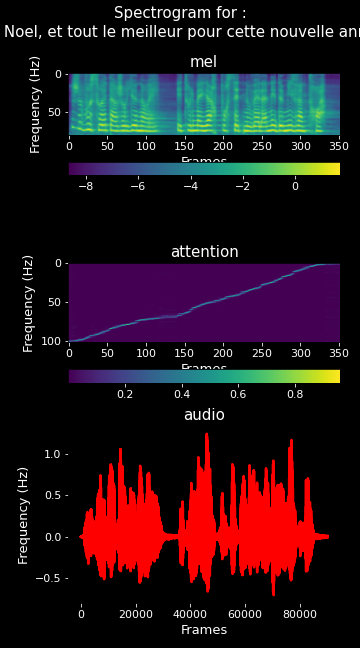 Spectrogram for :
Noel, et tout le meilleur pour cette nouvelle
mel
Frequency (Hz)
0
50
0 50 100 150 200 250 300 350
Frames
−8 −6 −4 −2 0
attention
Frequency (Hz)
0
50
100
0 50 100 150 200 250 300 350
Frames
0.2 0.4 0.6 0.8
audio
Frequency (Hz)
1.0
0.5
0.0
−0.5
0 20000 40000 60000 80000
Frames